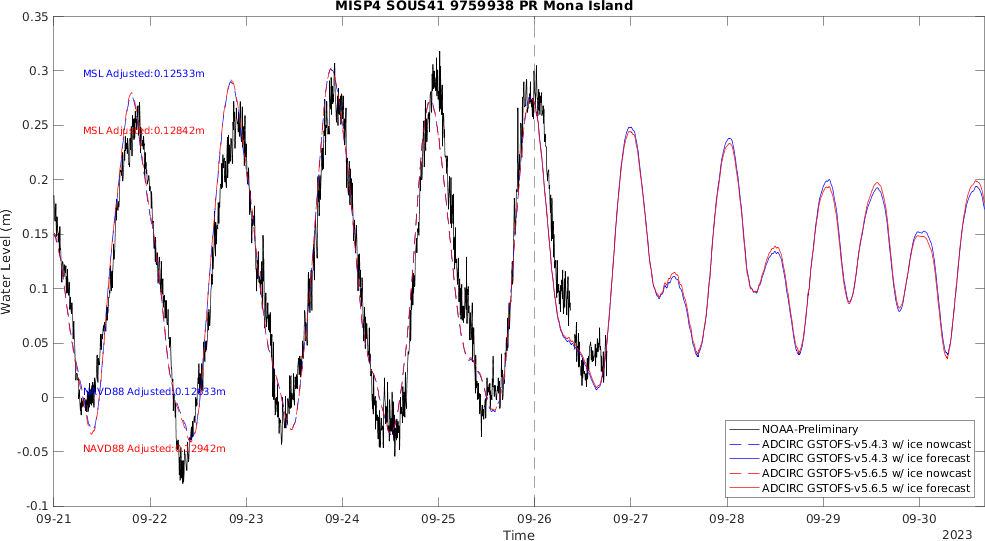 MISP4 SOUS41 9759938 PR Mona Island
0.35
0.3
0.25
0.2
0.15
0.1
0.05
0
-0.05
-0.1
Water Level (m)
MSL Adjusted:0.12533m
MSL Adjusted:0.12842m
NAVD88 Adjusted:
NAVD88 Adjusted:
NOAA-Preliminary
ADCIRC GSTOFS-v5.4.3 w/ ice nowcast
ADCIRC GSTOFS-v5.4.3 w/ ice forecast
ADCIRC GSTOFS-v5.6.5 w/ ice nowcast
ADCIRC GSTOFS-v5.6.5 w/ ice forecast
09-21 09-22 09-23 09-24 09-25 09-26 09-27 09-28 09-29 09-30
Time
2023